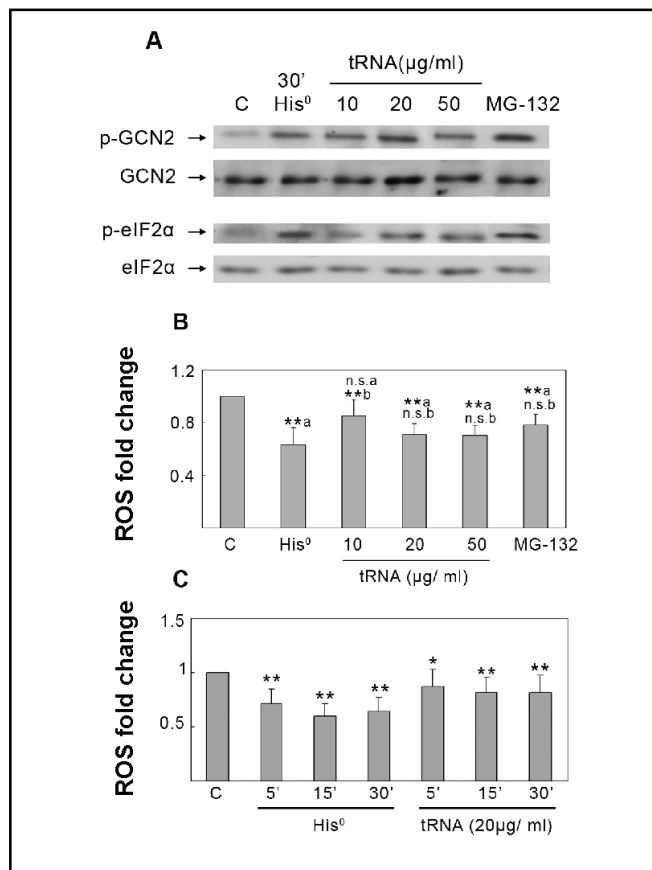 A
tRNA(µg/ml)
30'
His⁰
C 10 20 50 MG-132
p-GCN2
GCN2
p-eIF2α
eIF2α
B
ROS fold change
1.2
0.8
0.4
**a
n.s.a
**b
**a
n.s.b
**a
n.s.b
**a
n.s.b
C His⁰ 10 20 50 MG-132
tRNA (µg/ ml)
C
ROS fold change
1.5
1
0.5
** ** ** * ** **
C 5' 15' 30' 5' 15' 30'
His⁰ tRNA (20µg/ ml)